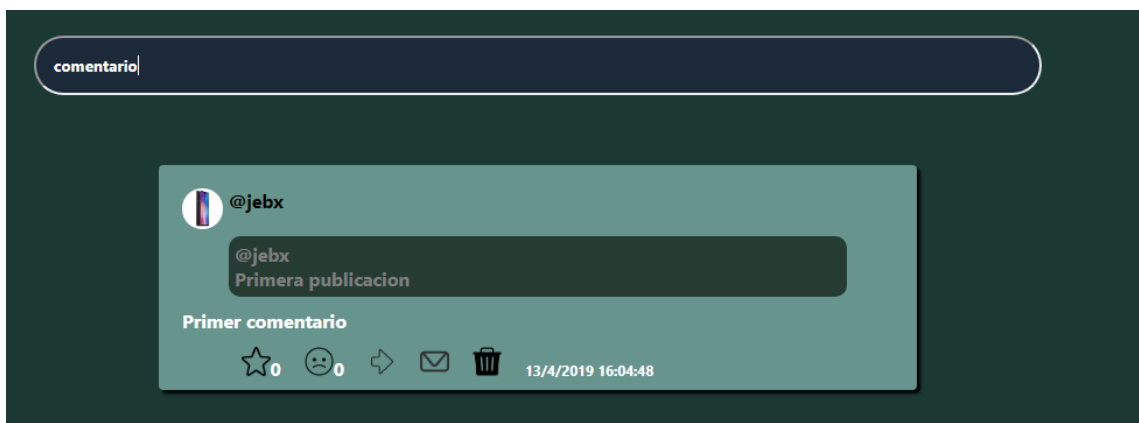 comentario
@jebx
@jebx
Primera publicacion
Primer comentario
0 0 13/4/2019 16:04:48